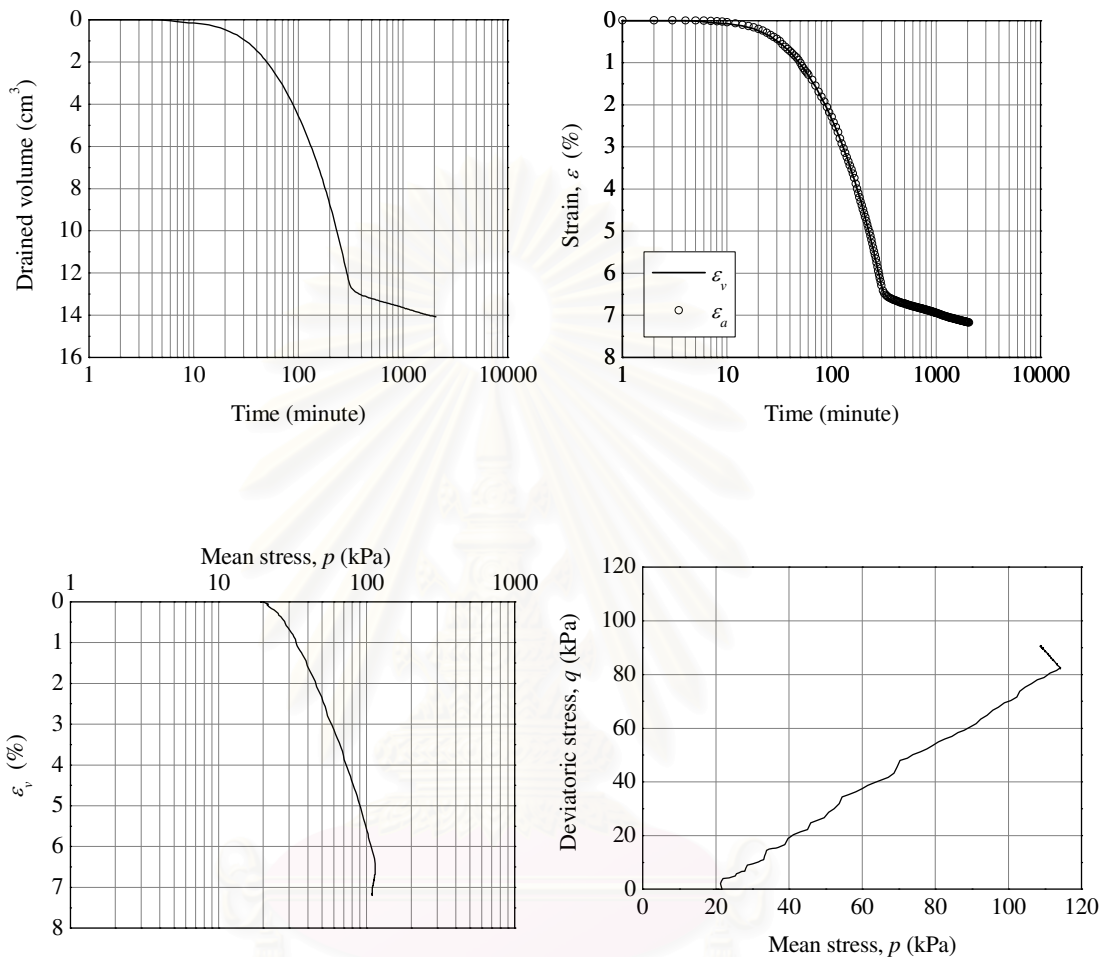 0
2
4
6
8
10
12
14
16
Drained volume (cm³)
1 10 100 1000 10000
Time (minute)
0
1
2
3
4
5
6
7
8
Strain, ε (%)
ε_v
ε_a
1 10 100 1000 10000
Time (minute)
Mean stress, p (kPa)
1 10 100 1000
0
1
2
3
4
5
6
7
8
ε_v (%)
120
100
80
60
40
20
0
Deviatoric stress, q (kPa)
0 20 40 60 80 100 120
Mean stress, p (kPa)